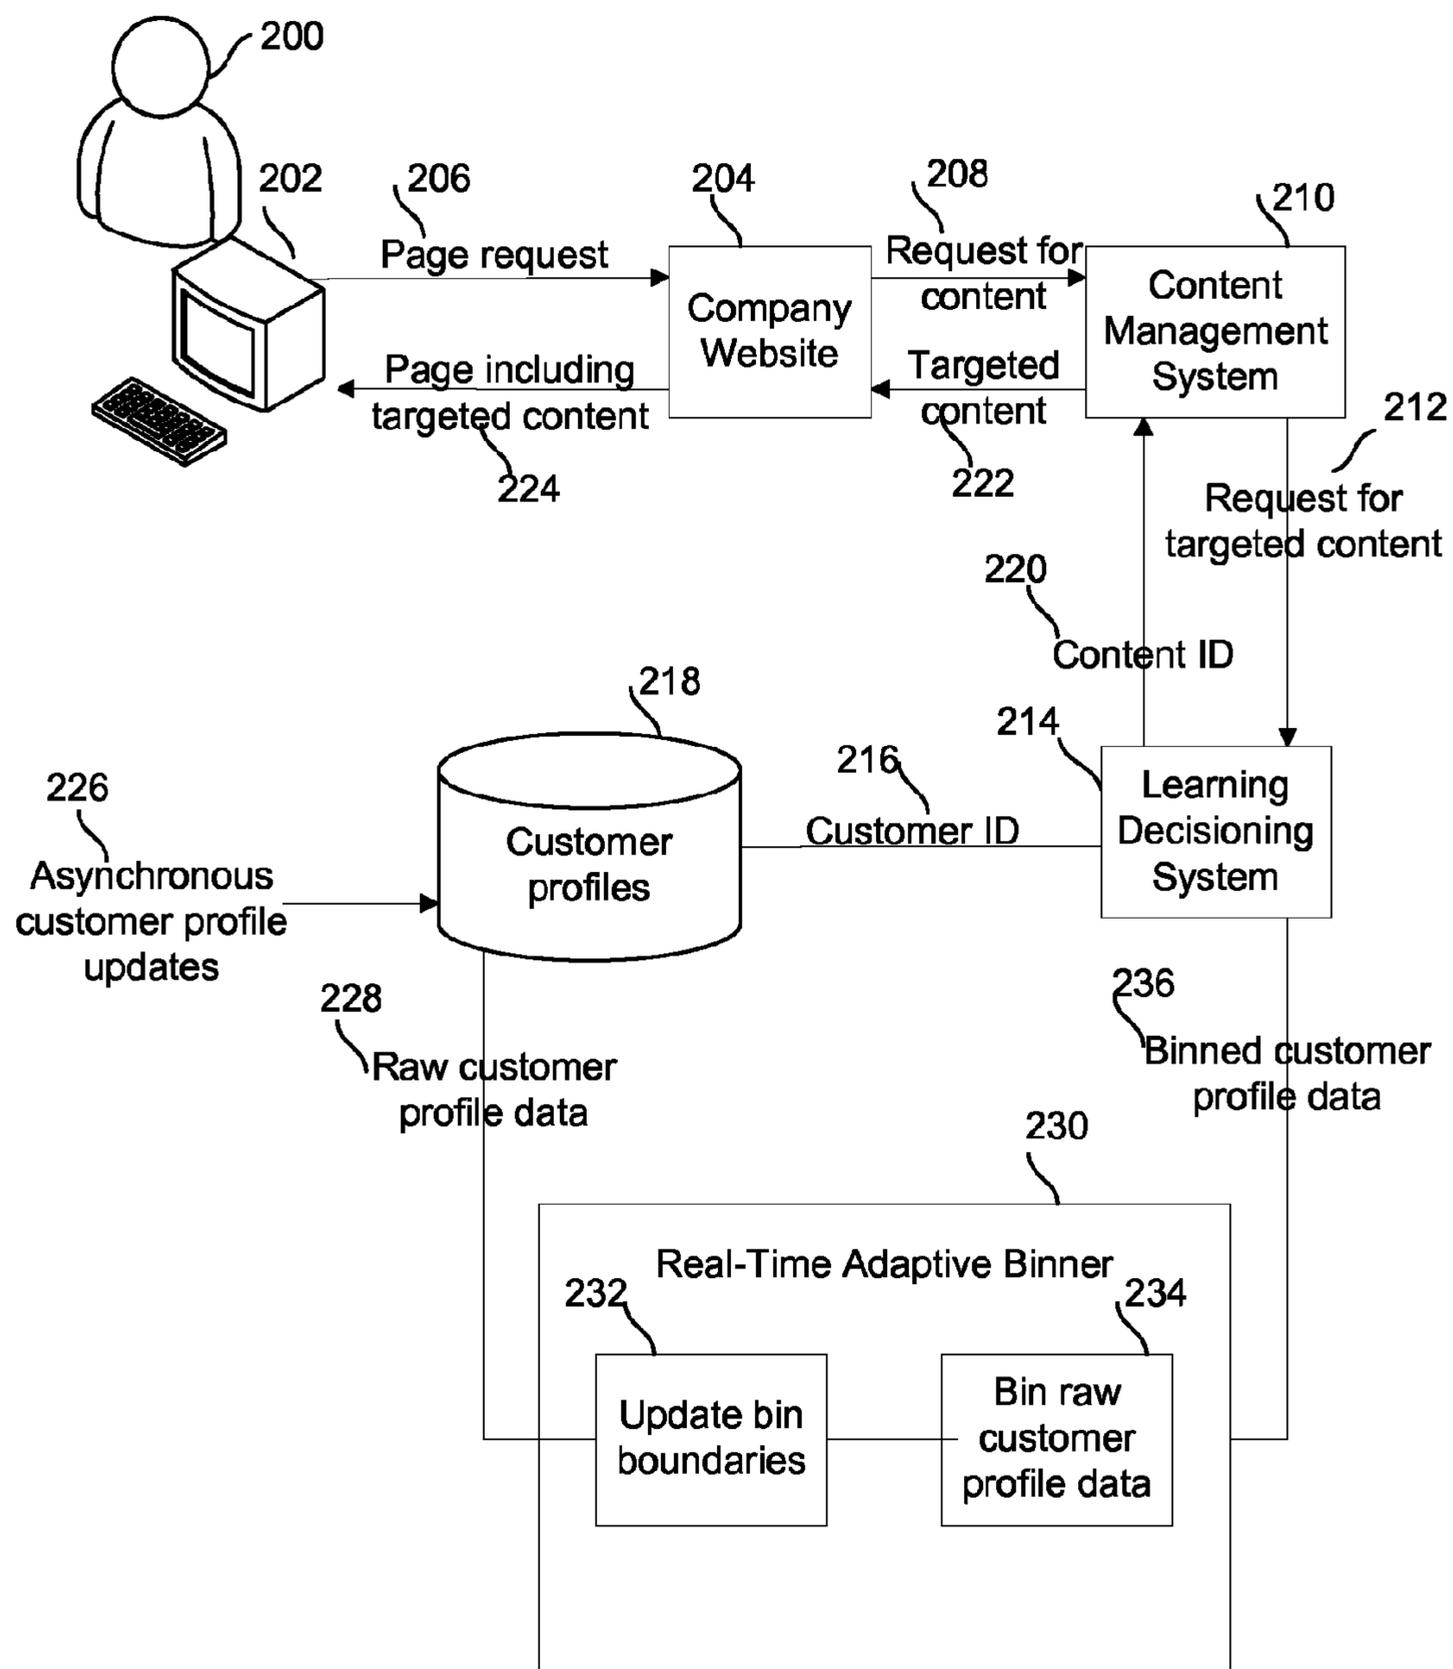 200
202
206
204
208
210
Page request
Request for
content
Company
Website
Content
Management
System
Page including
targeted content
Targeted
content
212
224
222
Request for
targeted content
220
Content ID
218
214
216
226
Customer ID
Learning
Decisioning
System
Customer
profiles
Asynchronous
customer profile
updates
228
236
Raw customer
profile data
Binned customer
profile data
230
Real-Time Adaptive Binner
232
234
Update bin
boundaries
Bin raw
customer
profile data